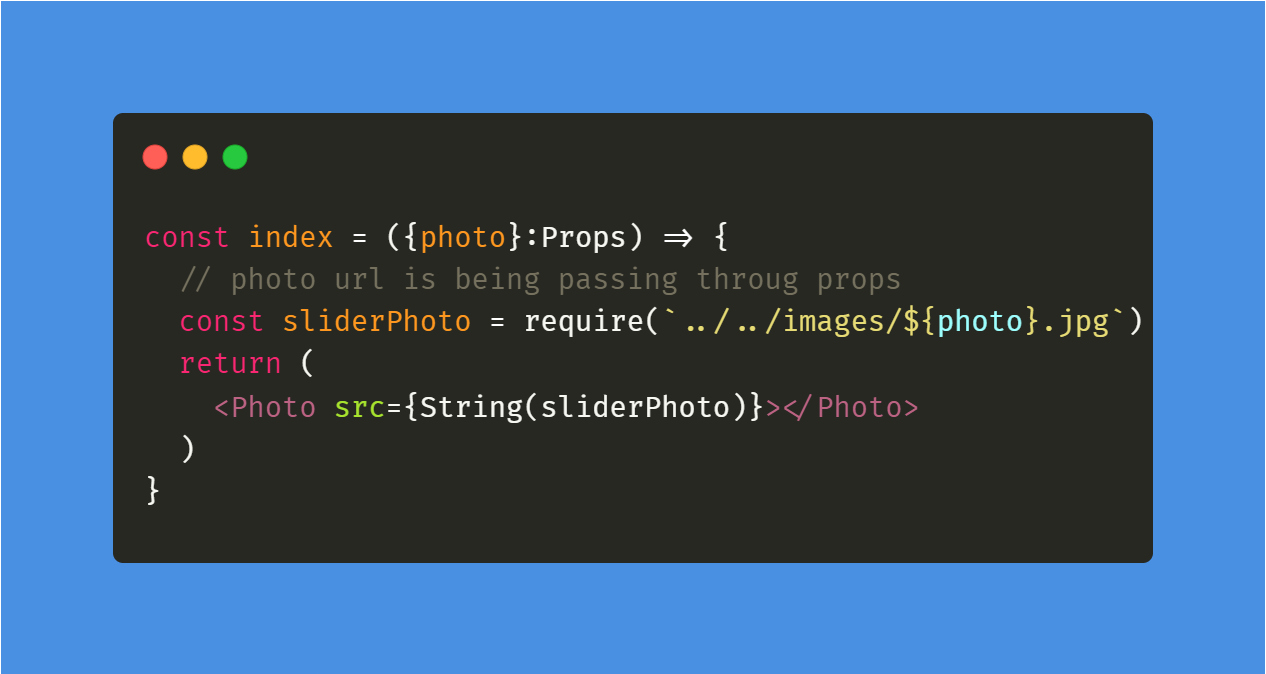 const index = ({photo}:Props) => {
// photo url is being passing throug props
const sliderPhoto = require(`../../images/${photo}.jpg`)
return (
<Photo src={String(sliderPhoto)}></Photo>
)
}